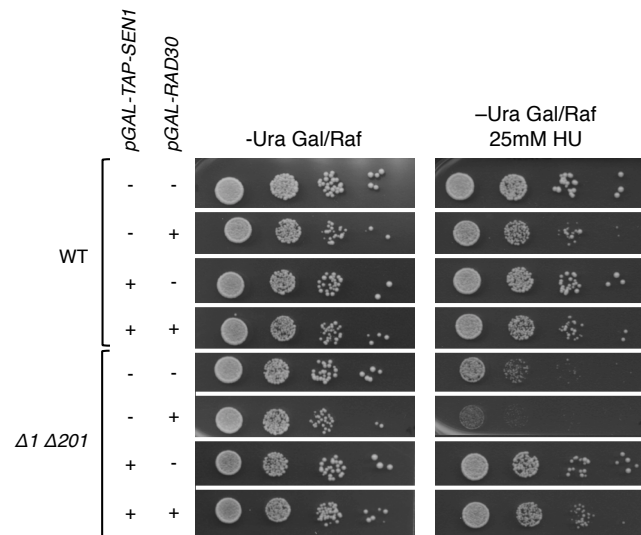 pGAL-TAP-SEN1
pGAL-RAD30
-Ura Gal/Raf
–Ura Gal/Raf
25mM HU
- -
- +
WT
+ -
+ +
- -
- +
Δ1 Δ201
+ -
+ +